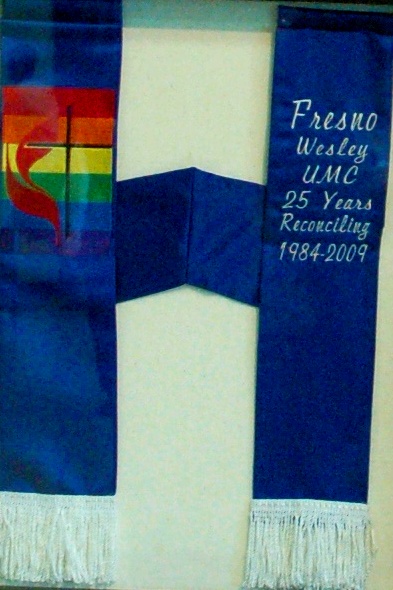 Fresno
Wesley
UMC
25 Years
Reconciling
1984-2009